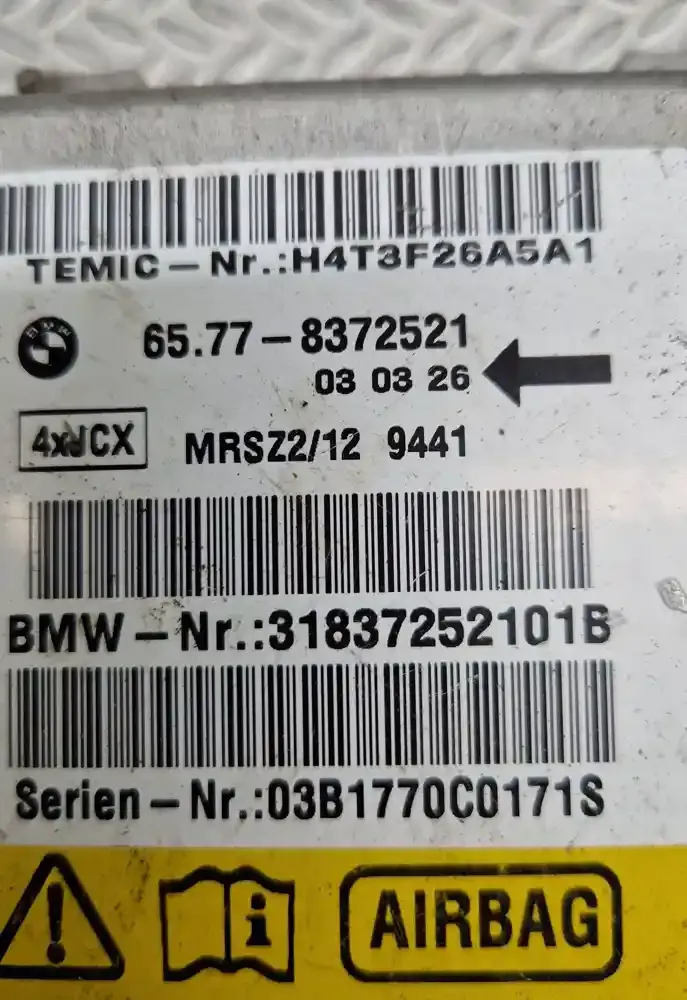 TEMIC-Nr.:H4T3F26A5A1
BMW
65.77-8372521
03 03 26
4xJCX
MRSZ2/12 9441
BMW-Nr.:31837252101B
Serien-Nr.:03B1770C0171S
! i AIRBAG